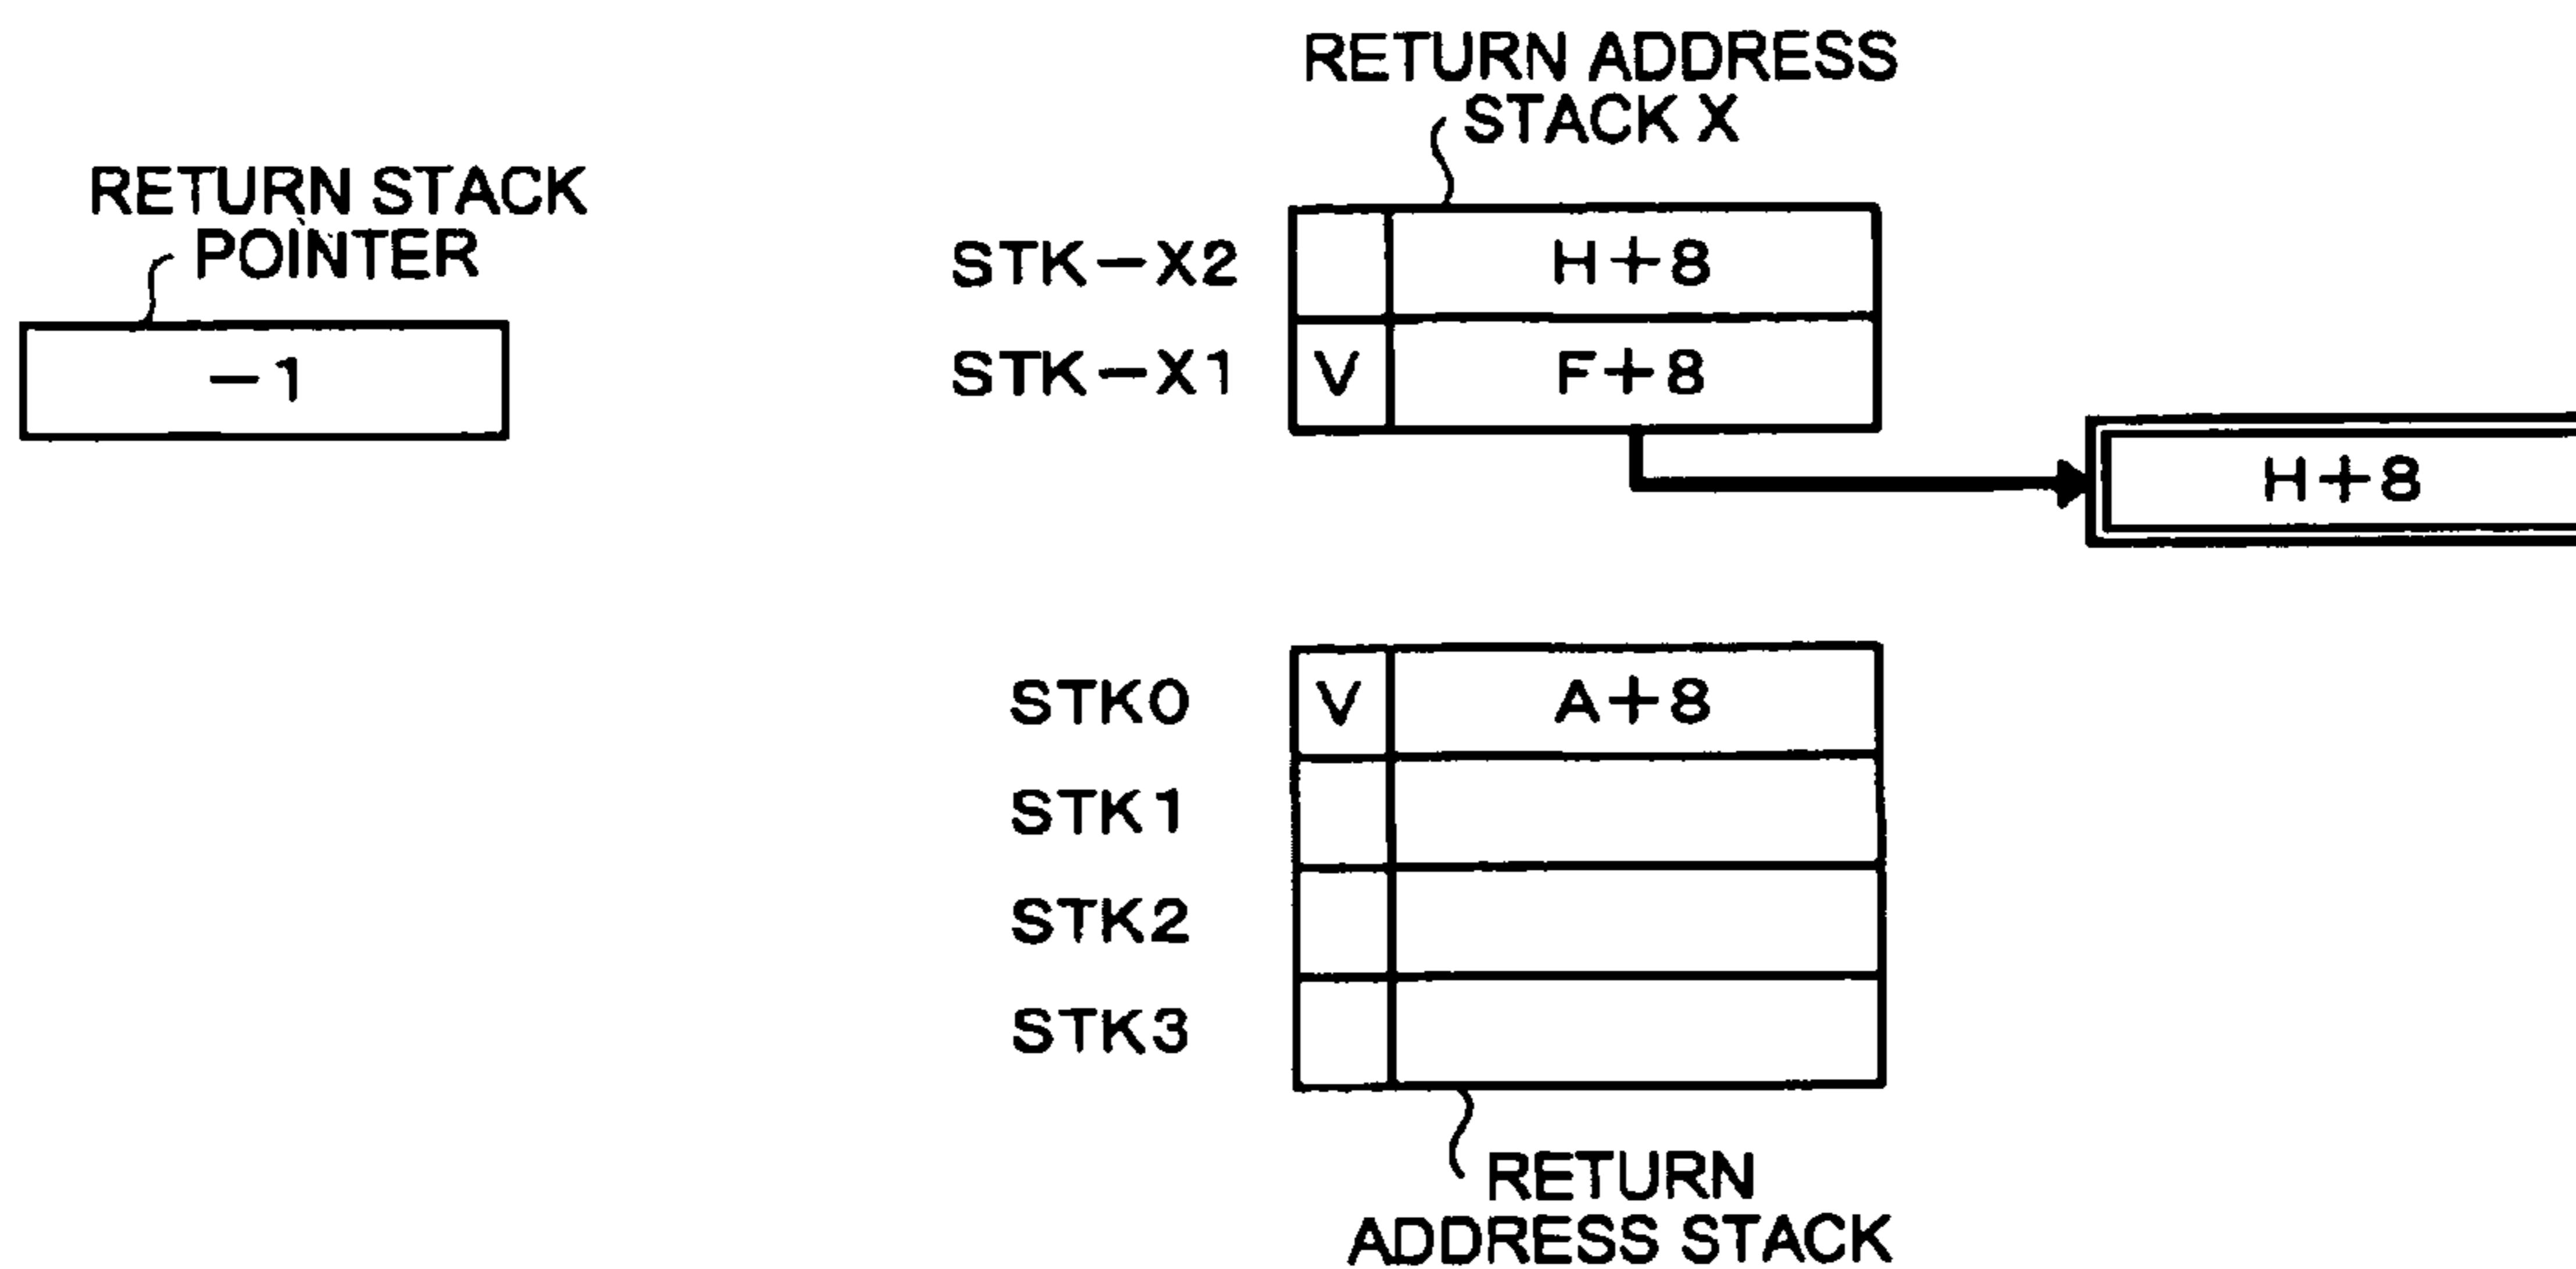 RETURN ADDRESS
STACK X
RETURN STACK
POINTER
-1
STK-X2 H+8
STK-X1 V F+8
H+8
STK0 V A+8
STK1
STK2
STK3
RETURN
ADDRESS STACK